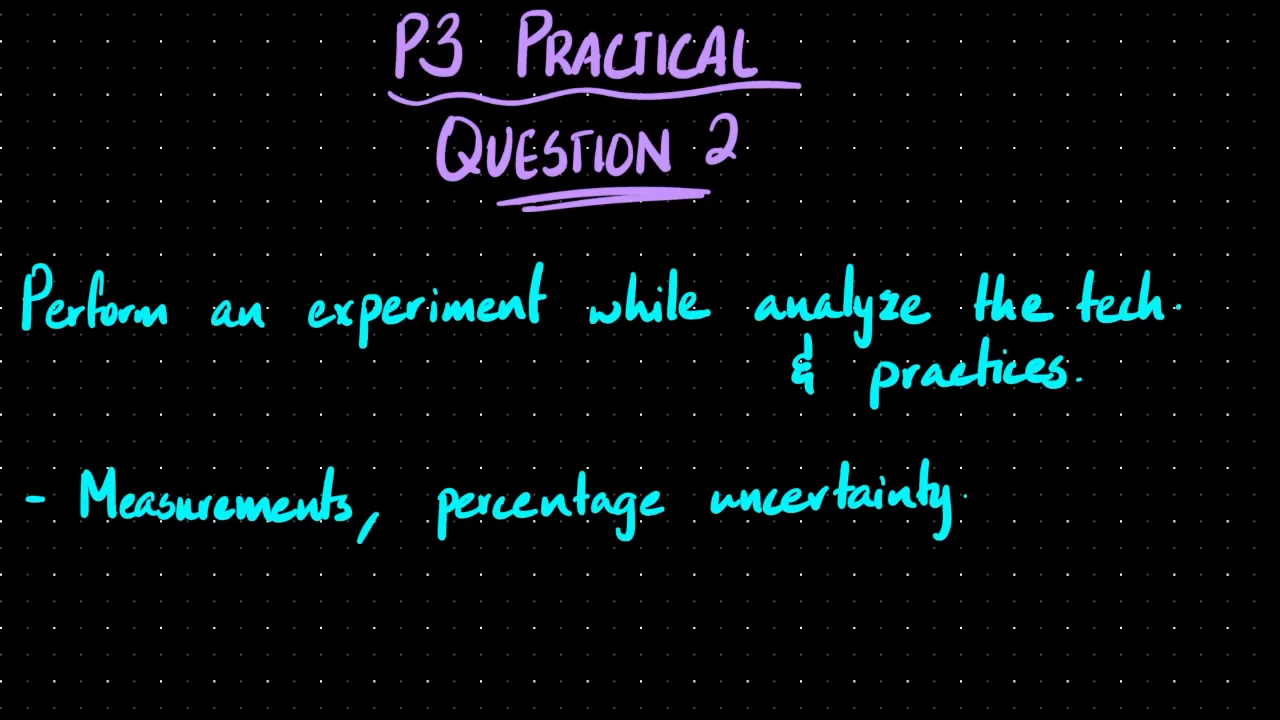 P3 PRACTICAL
QUESTION 2
Perform an experiment while analyze the tech.
& practices.
- Measurements, percentage uncertainty.